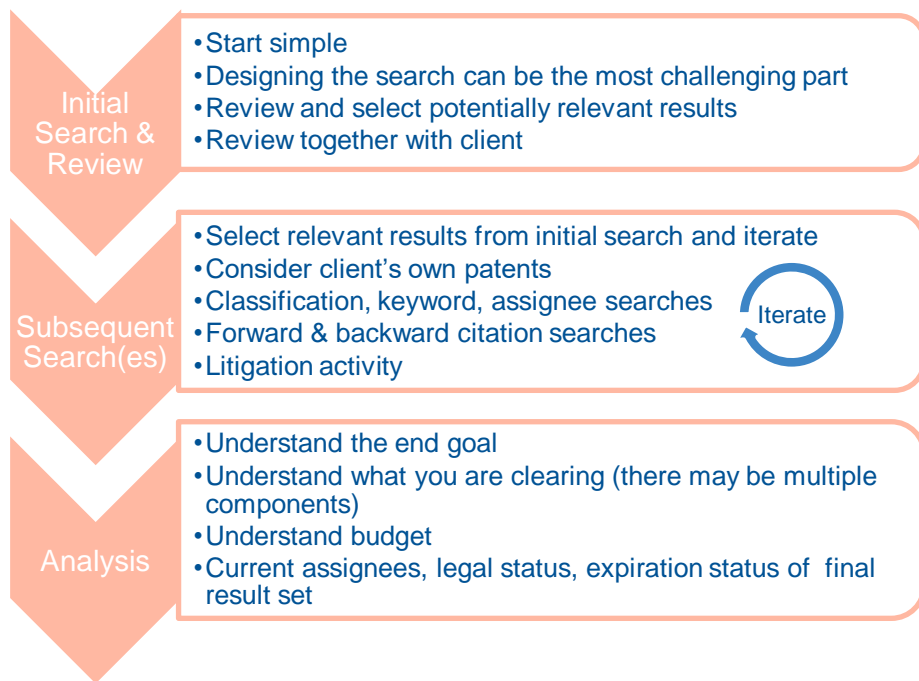 Initial
Search &
Review
•Start simple
•Designing the search can be the most challenging part
•Review and select potentially relevant results
•Review together with client
Subsequent
Search(es)
•Select relevant results from initial search and iterate
•Consider client’s own patents
•Classification, keyword, assignee searches
•Forward & backward citation searches
•Litigation activity
Iterate
Analysis
•Understand the end goal
•Understand what you are clearing (there may be multiple
components)
•Understand budget
•Current assignees, legal status, expiration status of final
result set